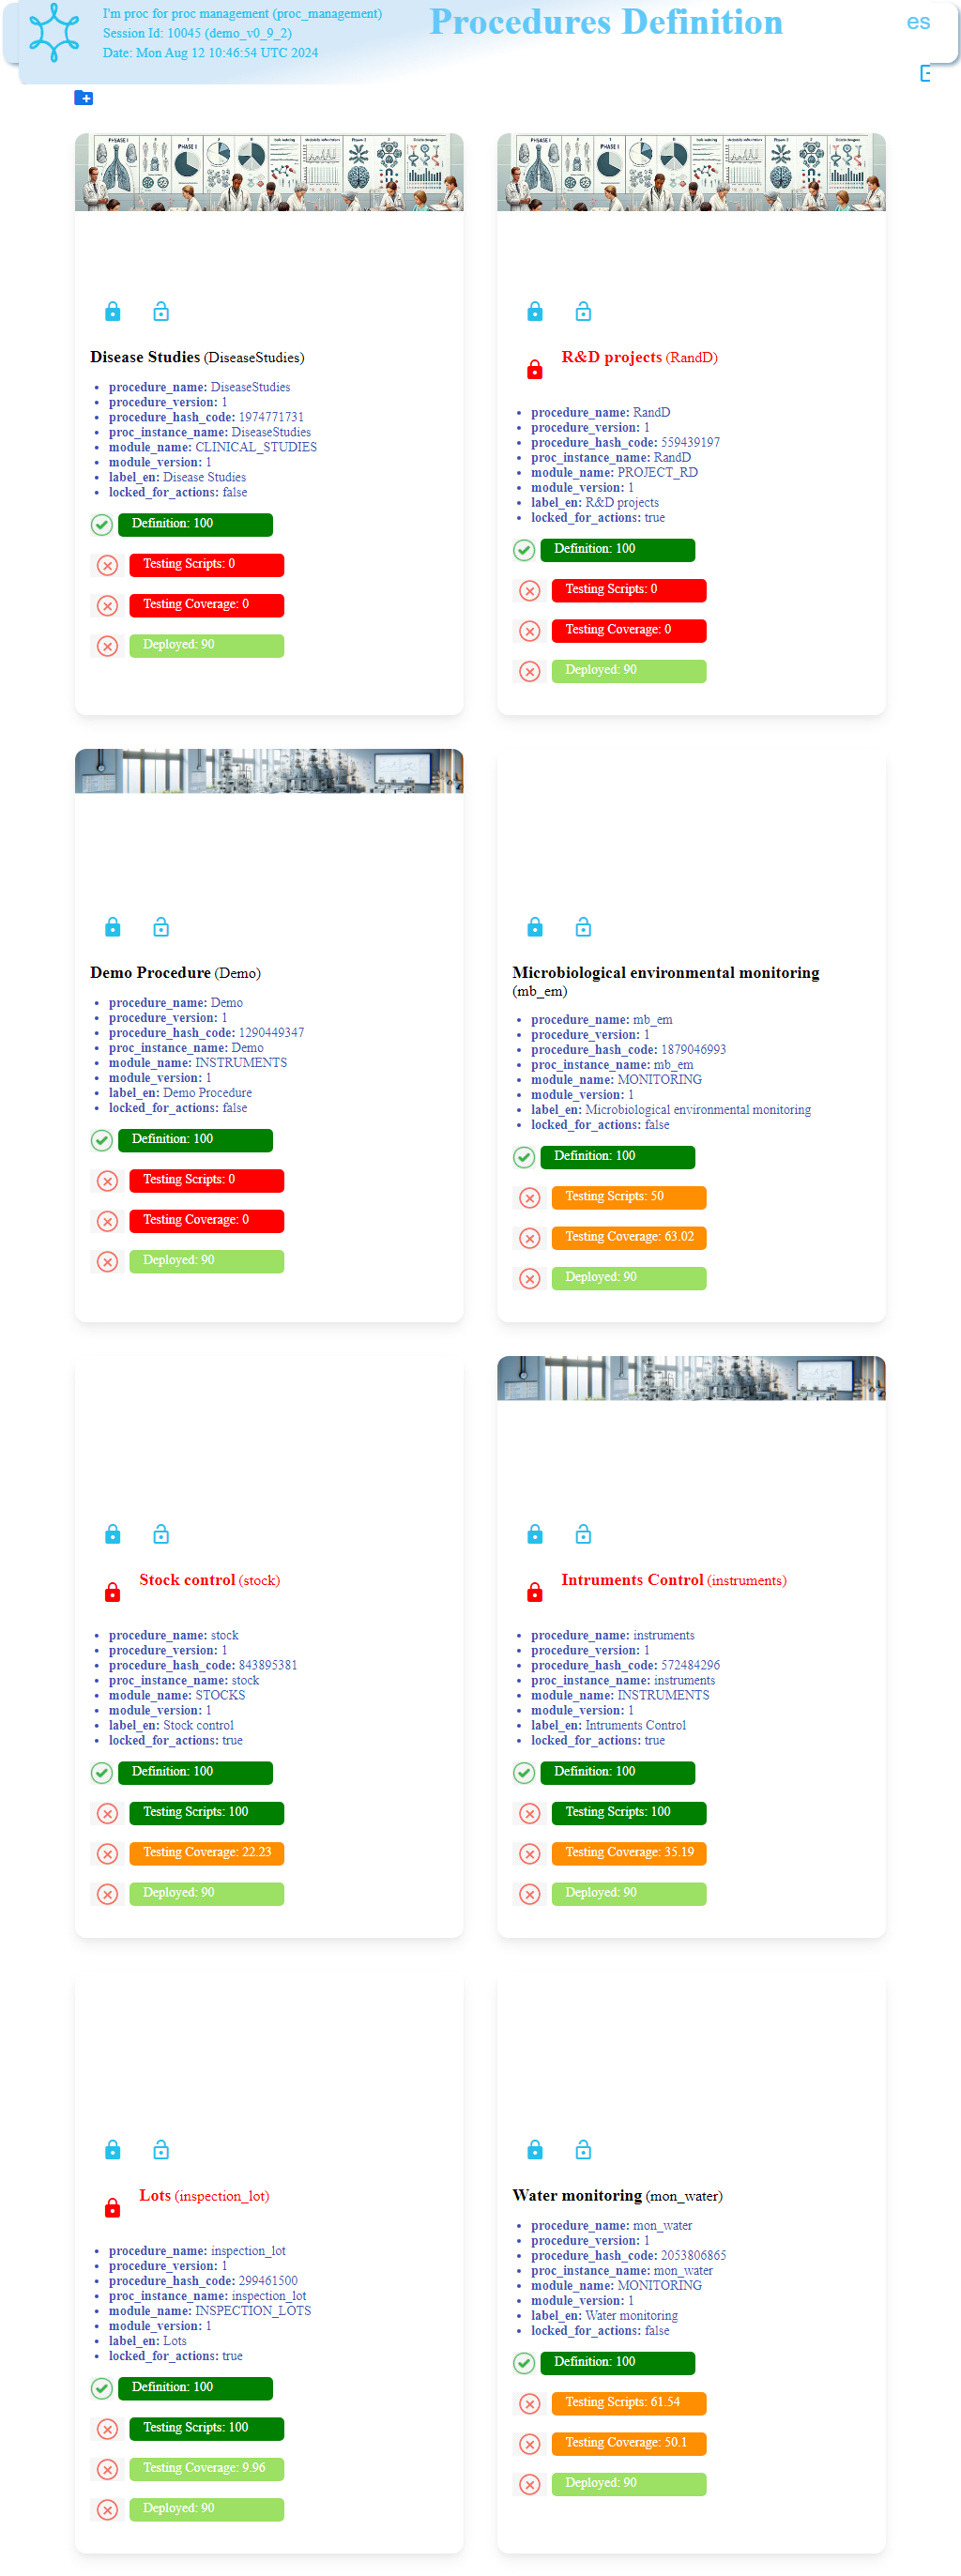 I'm proc for proc management (proc_management)
Session Id: 10045 (demo_v0_9_2)
Date: Mon Aug 12 10:46:54 UTC 2024
Procedures Definition
es
PHASE I
PHASE I
Disease Studies (DiseaseStudies)
procedure_name: DiseaseStudies
procedure_version: 1
procedure_hash_code: 1974771731
proc_instance_name: DiseaseStudies
module_name: CLINICAL_STUDIES
module_version: 1
label_en: Disease Studies
locked_for_actions: false
Definition: 100
Testing Scripts: 0
Testing Coverage: 0
Deployed: 90
PHASE I
PHASE I
R&D projects (RandD)
procedure_name: RandD
procedure_version: 1
procedure_hash_code: 559439197
proc_instance_name: RandD
module_name: PROJECT_RD
module_version: 1
label_en: R&D projects
locked_for_actions: true
Definition: 100
Testing Scripts: 0
Testing Coverage: 0
Deployed: 90
Demo Procedure (Demo)
procedure_name: Demo
procedure_version: 1
procedure_hash_code: 1290449347
proc_instance_name: Demo
module_name: INSTRUMENTS
module_version: 1
label_en: Demo Procedure
locked_for_actions: false
Definition: 100
Testing Scripts: 0
Testing Coverage: 0
Deployed: 90
Microbiological environmental monitoring
(mb_em)
procedure_name: mb_em
procedure_version: 1
procedure_hash_code: 1879046993
proc_instance_name: mb_em
module_name: MONITORING
module_version: 1
label_en: Microbiological environmental monitoring
locked_for_actions: false
Definition: 100
Testing Scripts: 50
Testing Coverage: 63.02
Deployed: 90
Stock control (stock)
procedure_name: stock
procedure_version: 1
procedure_hash_code: 843895381
proc_instance_name: stock
module_name: STOCKS
module_version: 1
label_en: Stock control
locked_for_actions: true
Definition: 100
Testing Scripts: 100
Testing Coverage: 22.23
Deployed: 90
Intruments Control (instruments)
procedure_name: instruments
procedure_version: 1
procedure_hash_code: 572484296
proc_instance_name: instruments
module_name: INSTRUMENTS
module_version: 1
label_en: Intruments Control
locked_for_actions: true
Definition: 100
Testing Scripts: 100
Testing Coverage: 35.19
Deployed: 90
Lots (inspection_lot)
procedure_name: inspection_lot
procedure_version: 1
procedure_hash_code: 299461500
proc_instance_name: inspection_lot
module_name: INSPECTION_LOTS
module_version: 1
label_en: Lots
locked_for_actions: true
Definition: 100
Testing Scripts: 100
Testing Coverage: 9.96
Deployed: 90
Water monitoring (mon_water)
procedure_name: mon_water
procedure_version: 1
procedure_hash_code: 2053806865
proc_instance_name: mon_water
module_name: MONITORING
module_version: 1
label_en: Water monitoring
locked_for_actions: false
Definition: 100
Testing Scripts: 61.54
Testing Coverage: 50.1
Deployed: 90